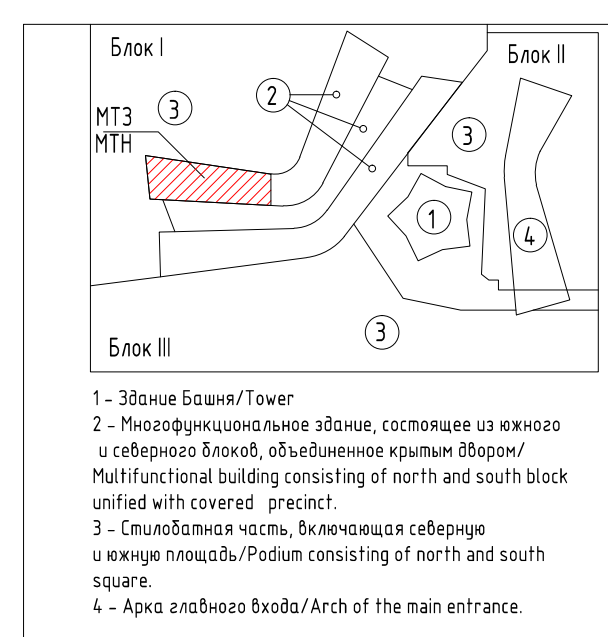 Блок I
Блок II
2
3
МТЗ
МТН
3
1
4
3
Блок III
1 - Здание Башня/Tower
2 - Многофункциональное здание, состоящее из южного
и северного блоков, объединенное крытым двором/
Multifunctional building consisting of north and south block
unified with covered precinct.
3 - Стилобатная часть, включающая северную
и южную площадь/Podium consisting of north and south
square.
4 - Арка главного входа/Arch of the main entrance.